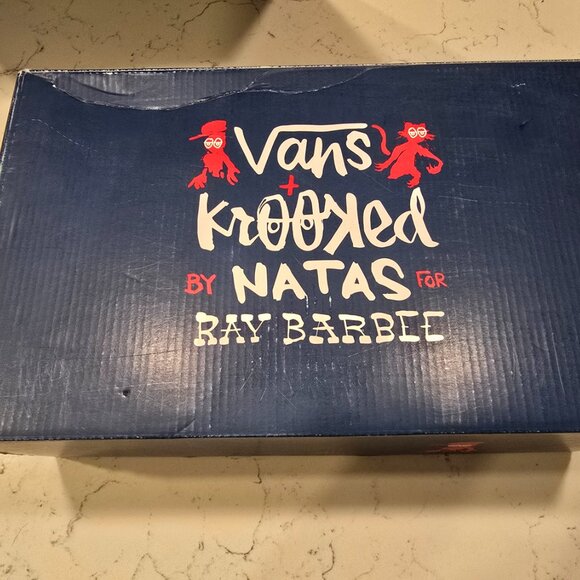 Vans
+
Krooked
BY NATAS FOR
RAY BARBEE